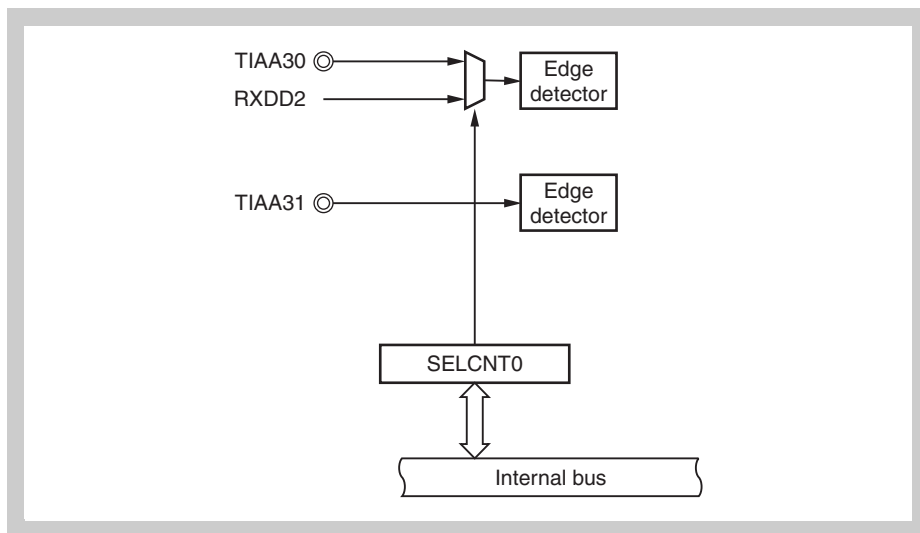 TIAA30
Edge
detector
RXDD2
TIAA31
Edge
detector
SELCNT0
Internal bus